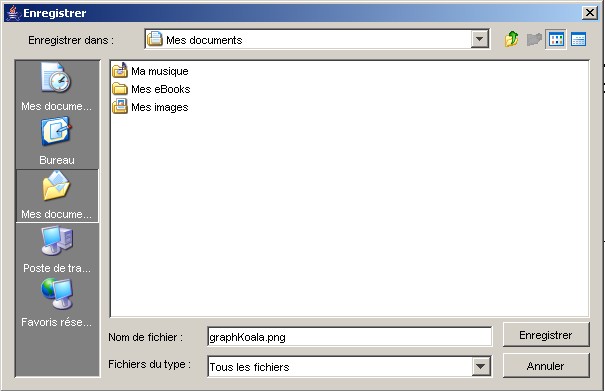 Enregistrer
Enregistrer dans :
Mes documents
Mes docume...
Bureau
Mes docume...
Poste de tra...
Favoris rése...
Ma musique
Mes eBooks
Mes images
Nom de fichier :
graphKoala.png
Enregistrer
Fichiers du type :
Tous les fichiers
Annuler